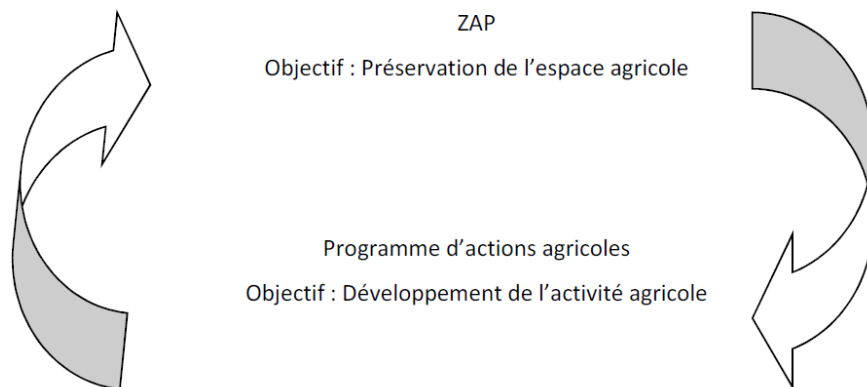 ZAP
Objectif : Préservation de l’espace agricole
Programme d’actions agricoles
Objectif : Développement de l’activité agricole